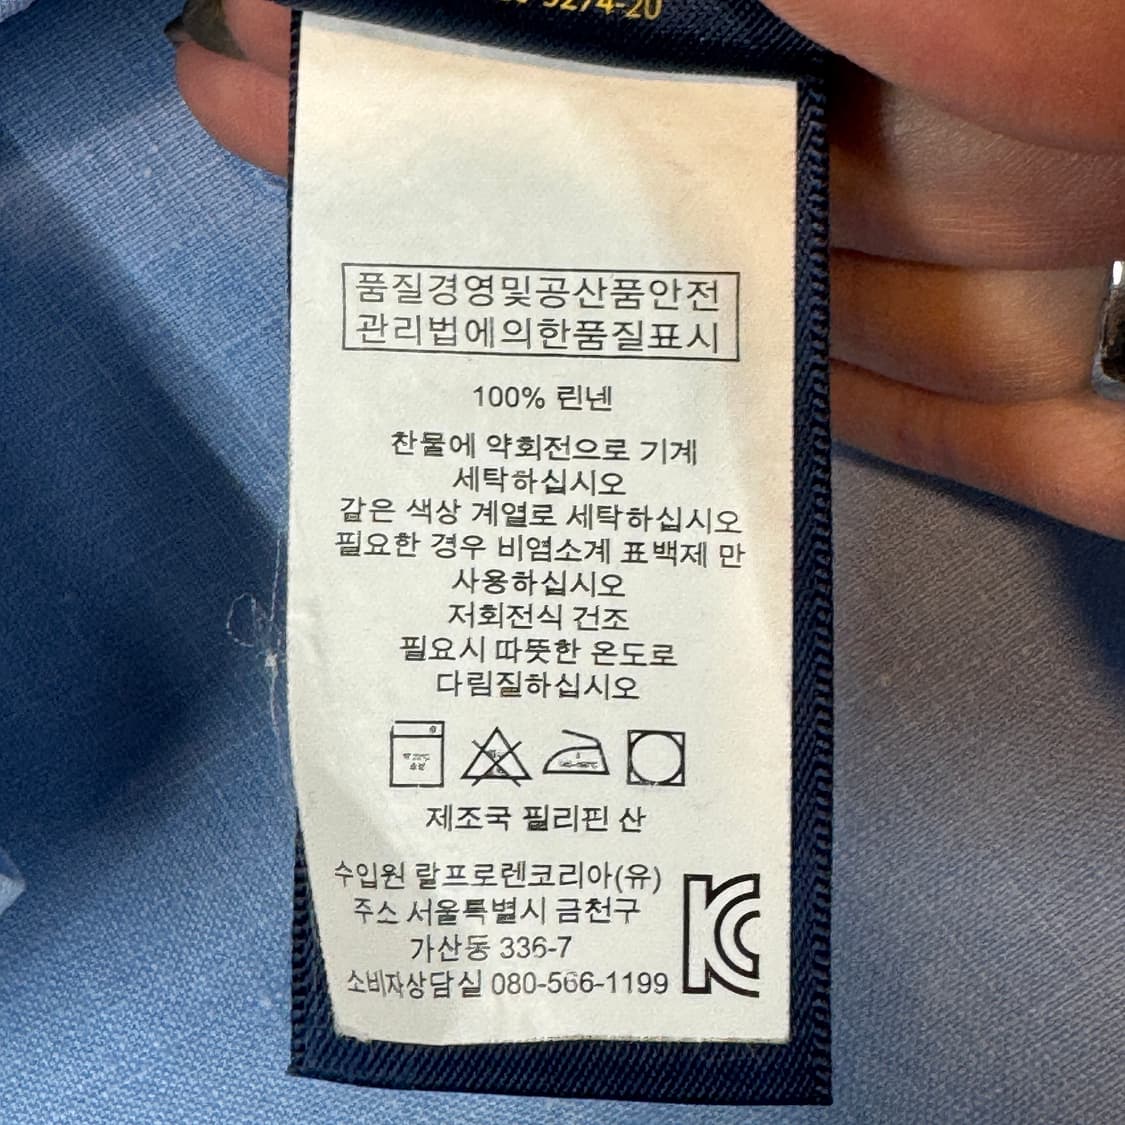 5274-20
품질경영및공산품안전
관리법에의한품질표시
100% 린넨
찬물에 약회전으로 기계
세탁하십시오
같은 색상 계열로 세탁하십시오
필요한 경우 비염소계 표백제 만
사용하십시오
저회전식 건조
필요시 따뜻한 온도로
다림질하십시오
제조국 필리핀 산
수입원 랄프로렌코리아(유)
주소 서울특별시 금천구
가산동 336-7
소비자상담실 080-566-1199
KC